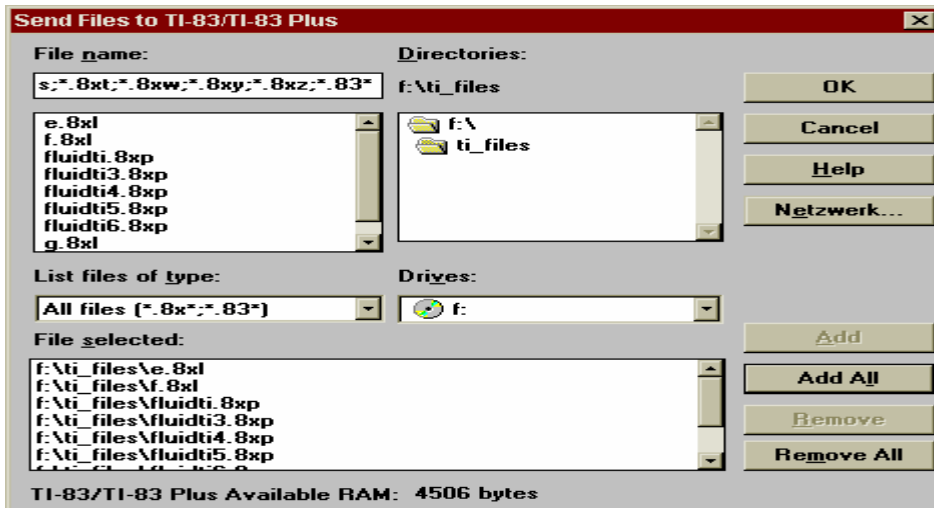 Send Files to TI-83/TI-83 Plus
File name:
s;*.8xt;*.8xw;*.8xy;*.8xz;*.83*
e.8xl
f.8xl
fluidti.8xp
fluidti3.8xp
fluidti4.8xp
fluidti5.8xp
fluidti6.8xp
g.8xl
Directories:
f:\ti_files
f:\
ti_files
OK
Cancel
Help
Netzwerk...
List files of type:
All files (*.8x*;*.83*)
Drives:
f:
File selected:
f:\ti_files\e.8xl
f:\ti_files\f.8xl
f:\ti_files\fluidti.8xp
f:\ti_files\fluidti3.8xp
f:\ti_files\fluidti4.8xp
f:\ti_files\fluidti5.8xp
Add
Add All
Remove
Remove All
TI-83/TI-83 Plus Available RAM: 4506 bytes